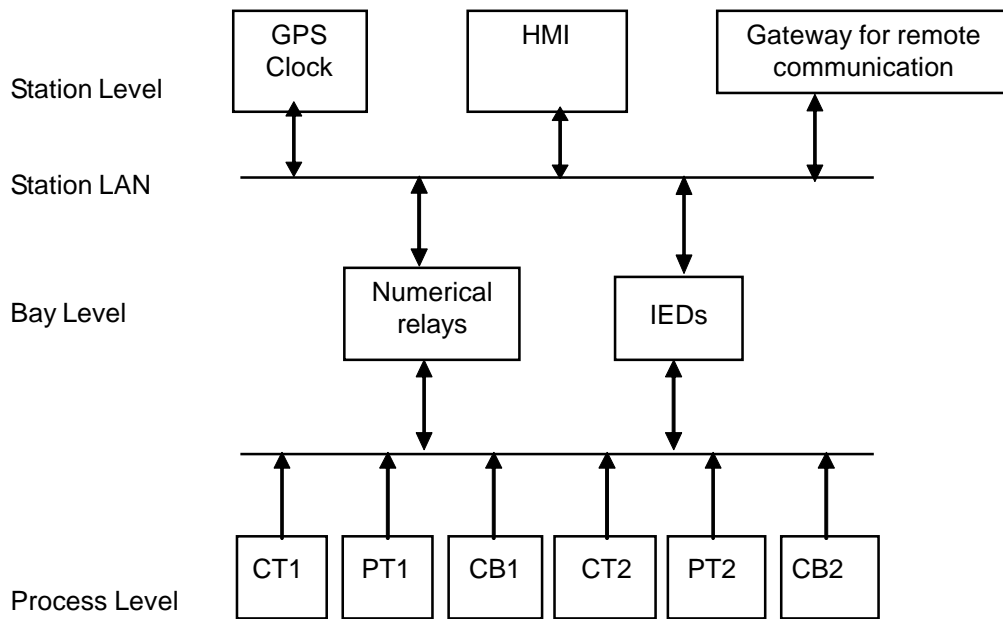 GPS
Clock
HMI
Gateway for remote
communication
Station Level
Station LAN
Numerical
relays
IEDs
Bay Level
CT1
PT1
CB1
CT2
PT2
CB2
Process Level